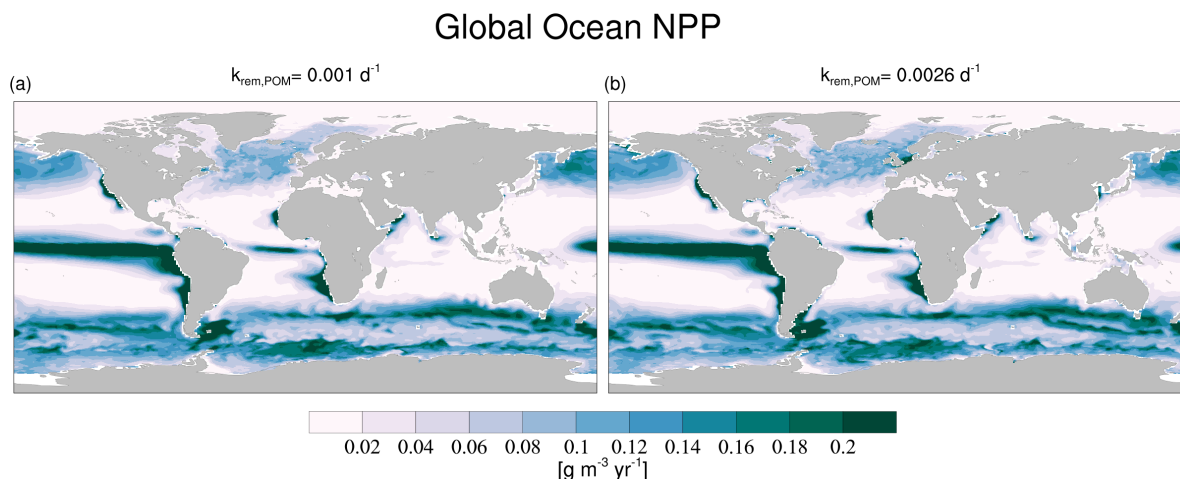 Global Ocean NPP
(a) k_rem,POM= 0.001 d⁻¹
(b) k_rem,POM= 0.0026 d⁻¹
0.02 0.04 0.06 0.08 0.1 0.12 0.14 0.16 0.18 0.2
[g m⁻³ yr⁻¹]